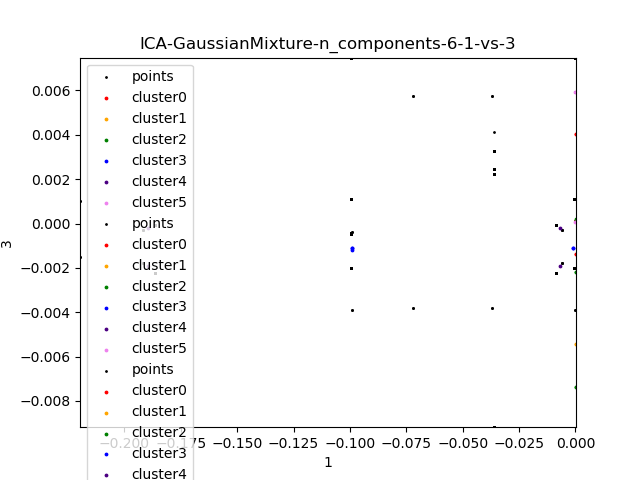 ICA-GaussianMixture-n_components-6-1-vs-3
points
cluster0
cluster1
cluster2
cluster3
cluster4
cluster5
points
cluster0
cluster1
cluster2
cluster3
cluster4
cluster5
points
cluster0
cluster1
cluster2
cluster3
cluster4
0.006
0.004
0.002
0.000
−0.002
−0.004
−0.006
−0.008
3
−0.200 −0.175 −0.150 −0.125 −0.100 −0.075 −0.050 −0.025 0.000
1